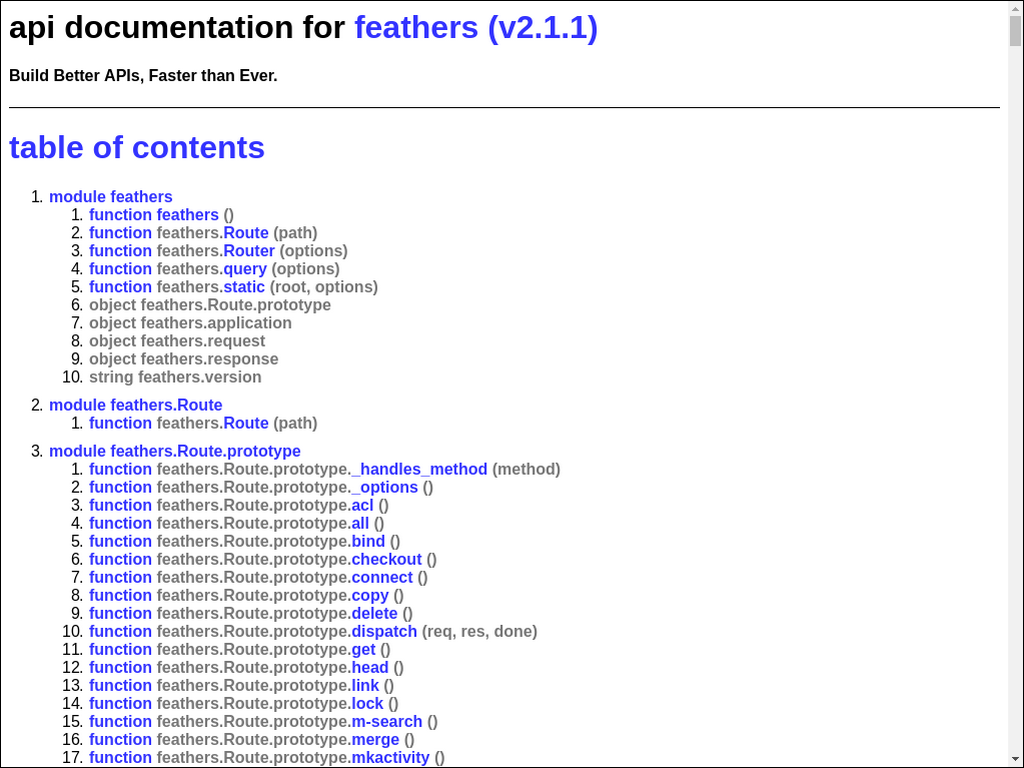 api documentation for feathers (v2.1.1)
Build Better APIs, Faster than Ever.
table of contents
1. module feathers
1. function feathers ()
2. function feathers.Route (path)
3. function feathers.Router (options)
4. function feathers.query (options)
5. function feathers.static (root, options)
6. object feathers.Route.prototype
7. object feathers.application
8. object feathers.request
9. object feathers.response
10. string feathers.version
2. module feathers.Route
1. function feathers.Route (path)
3. module feathers.Route.prototype
1. function feathers.Route.prototype._handles_method (method)
2. function feathers.Route.prototype._options ()
3. function feathers.Route.prototype.acl ()
4. function feathers.Route.prototype.all ()
5. function feathers.Route.prototype.bind ()
6. function feathers.Route.prototype.checkout ()
7. function feathers.Route.prototype.connect ()
8. function feathers.Route.prototype.copy ()
9. function feathers.Route.prototype.delete ()
10. function feathers.Route.prototype.dispatch (req, res, done)
11. function feathers.Route.prototype.get ()
12. function feathers.Route.prototype.head ()
13. function feathers.Route.prototype.link ()
14. function feathers.Route.prototype.lock ()
15. function feathers.Route.prototype.m-search ()
16. function feathers.Route.prototype.merge ()
17. function feathers.Route.prototype.mkactivity ()